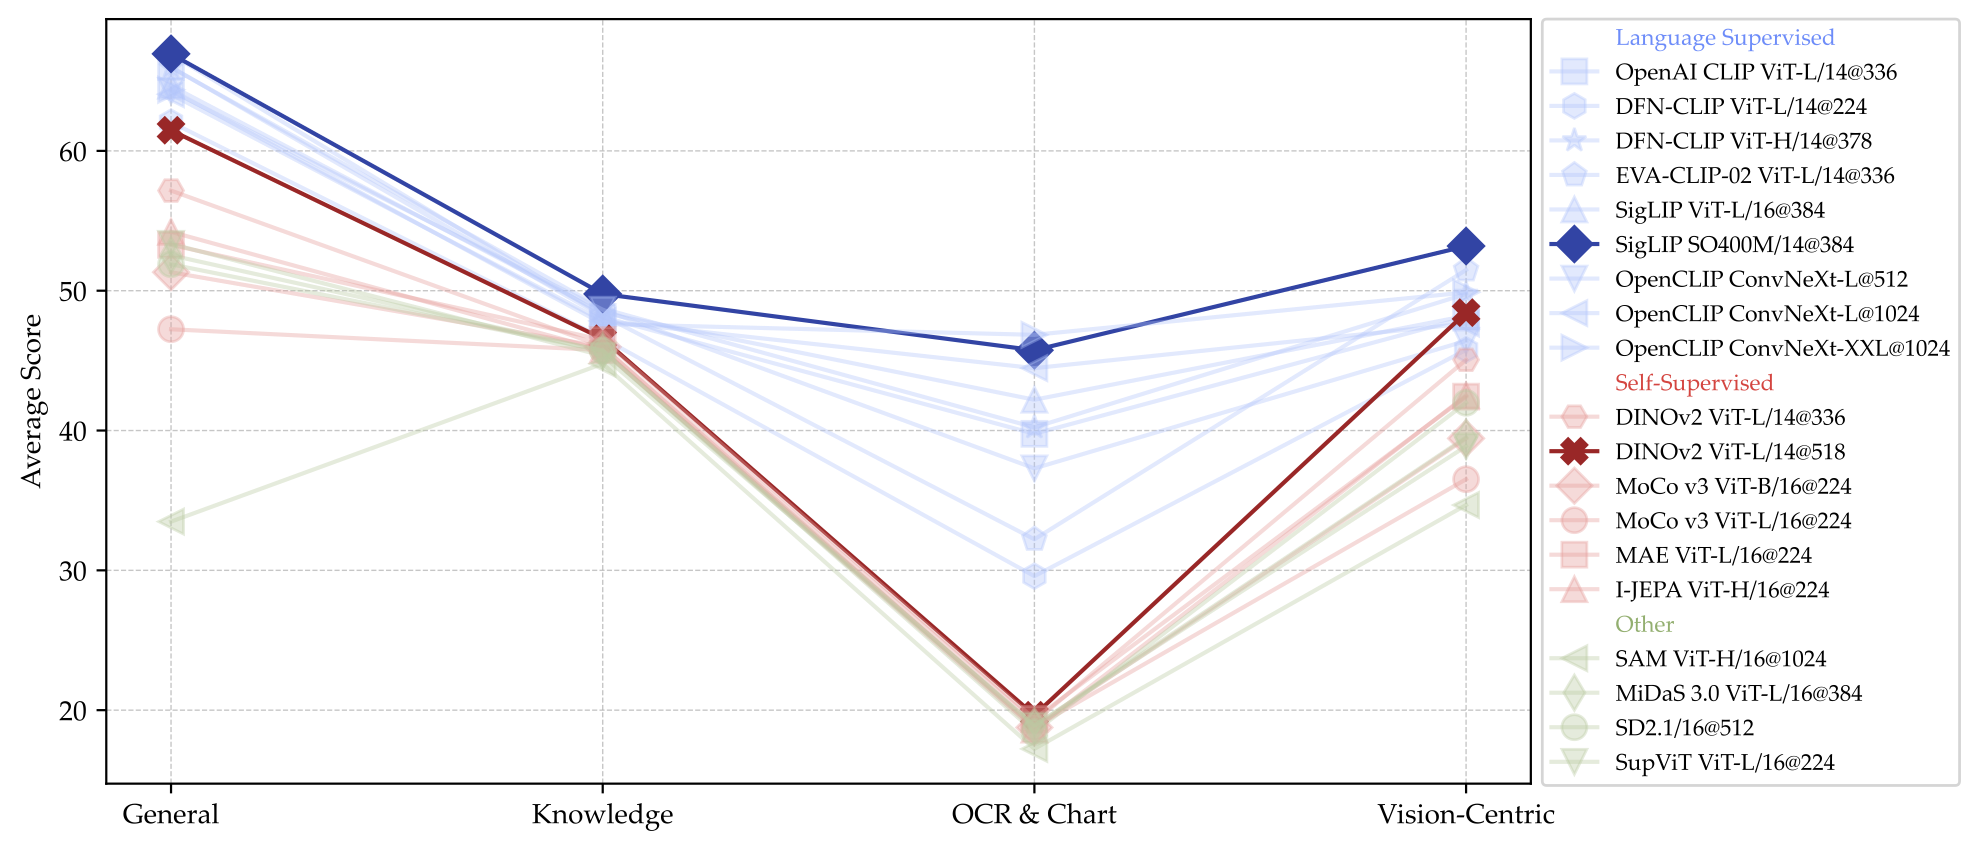 Average Score
60
50
40
30
20
General
Knowledge
OCR & Chart
Vision-Centric
Language Supervised
OpenAI CLIP ViT-L/14@336
DFN-CLIP ViT-L/14@224
DFN-CLIP ViT-H/14@378
EVA-CLIP-02 ViT-L/14@336
SigLIP ViT-L/16@384
SigLIP SO400M/14@384
OpenCLIP ConvNeXt-L@512
OpenCLIP ConvNeXt-L@1024
OpenCLIP ConvNeXt-XXL@1024
Self-Supervised
DINOv2 ViT-L/14@336
DINOv2 ViT-L/14@518
MoCo v3 ViT-B/16@224
MoCo v3 ViT-L/16@224
MAE ViT-L/16@224
I-JEPA ViT-H/16@224
Other
SAM ViT-H/16@1024
MiDaS 3.0 ViT-L/16@384
SD2.1/16@512
SupViT ViT-L/16@224